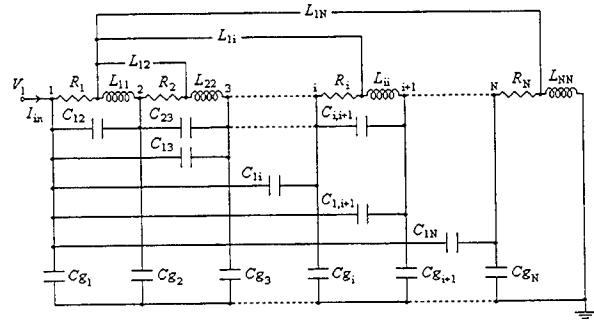 L1N
L1i
L12
V1 1 R1 L11 2 R2 L22 3 i Ri Lii i+1 N RN LNN
Iin
C12 C23 Ci,i+1
C13
C1i
C1,i+1
C1N
Cg1 Cg2 Cg3 Cgi Cgi+1 CgN